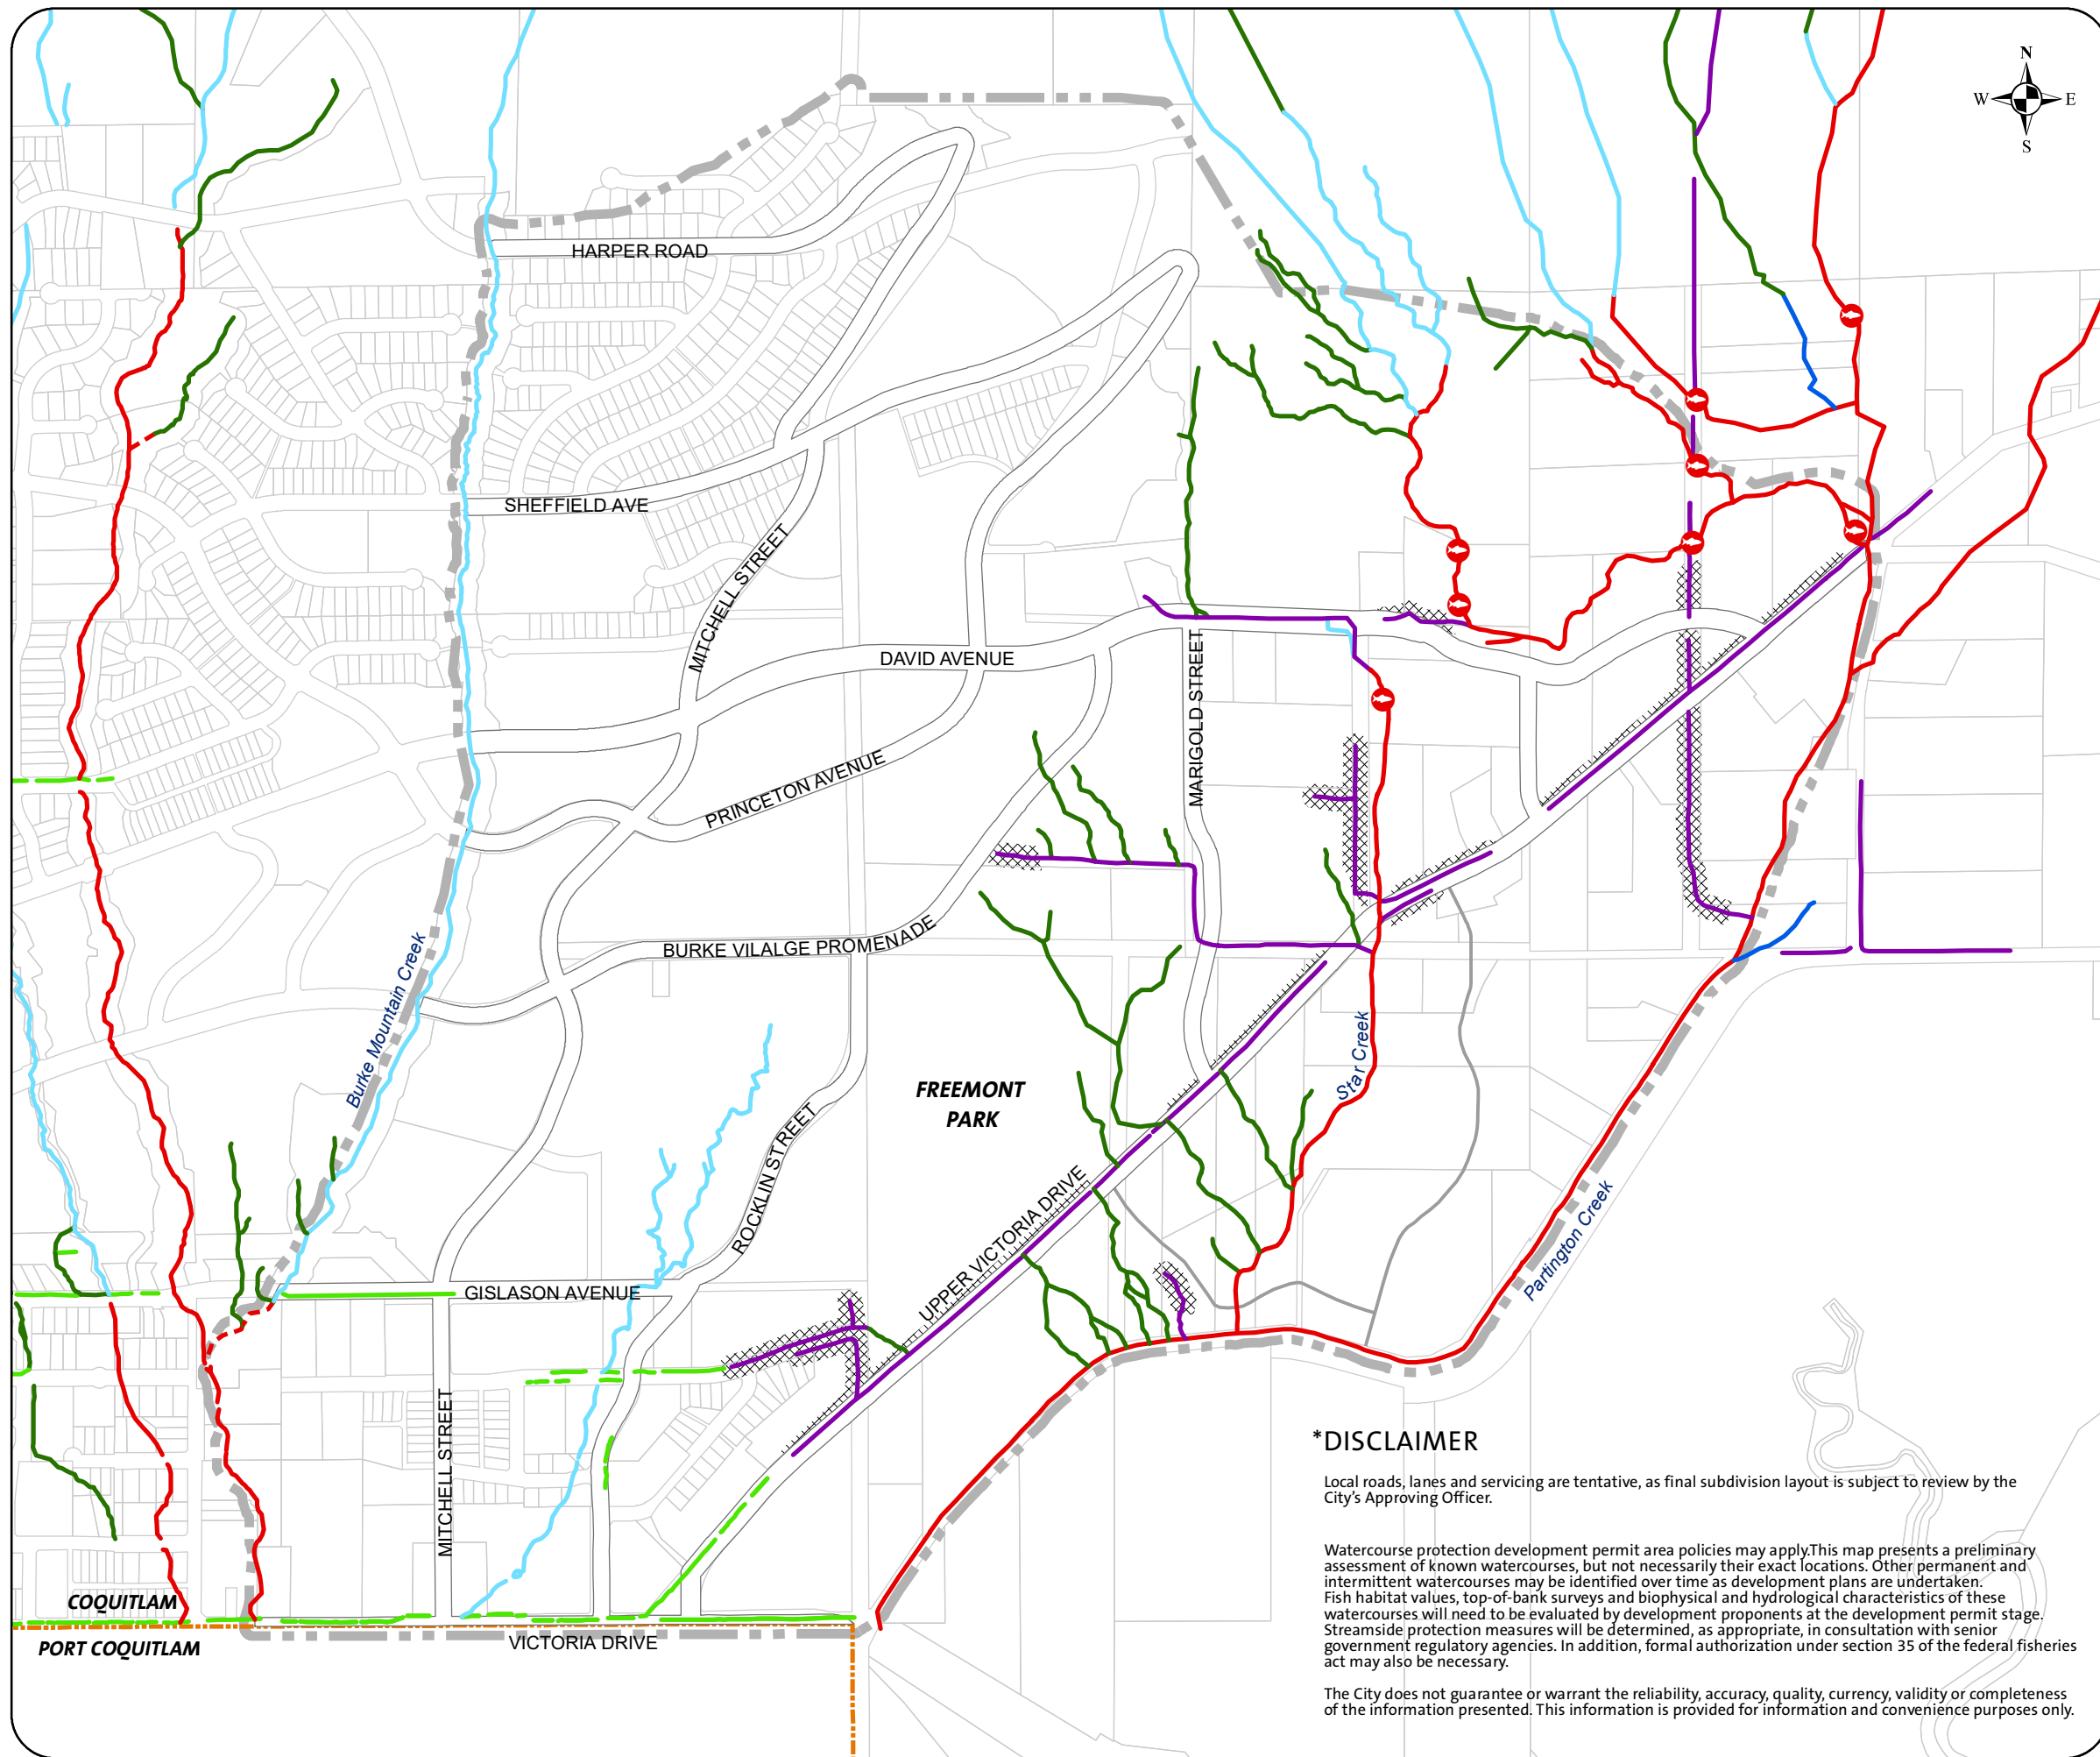 N
W E
S
HARPER ROAD
SHEFFIELD AVE
MITCHELL STREET
DAVID AVENUE
MARIGOLD STREET
PRINCETON AVENUE
BURKE VILALGE PROMENADE
Burke Mountain Creek
Star Creek
FREEMONT
PARK
ROCKLIN STREET
UPPER VICTORIA DRIVE
Partington Creek
GISLASON AVENUE
MITCHELL STREET
COQUITLAM
PORT COQUITLAM
VICTORIA DRIVE
*DISCLAIMER
Local roads, lanes and servicing are tentative, as final subdivision layout is subject to review by the
City's Approving Officer.
Watercourse protection development permit area policies may apply.This map presents a preliminary
assessment of known watercourses, but not necessarily their exact locations. Other permanent and
intermittent watercourses may be identified over time as development plans are undertaken.
Fish habitat values, top-of-bank surveys and biophysical and hydrological characteristics of these
watercourses will need to be evaluated by development proponents at the development permit stage.
Streamside protection measures will be determined, as appropriate, in consultation with senior
government regulatory agencies. In addition, formal authorization under section 35 of the federal fisheries
act may also be necessary.
The City does not guarantee or warrant the reliability, accuracy, quality, currency, validity or completeness
of the information presented. This information is provided for information and convenience purposes only.